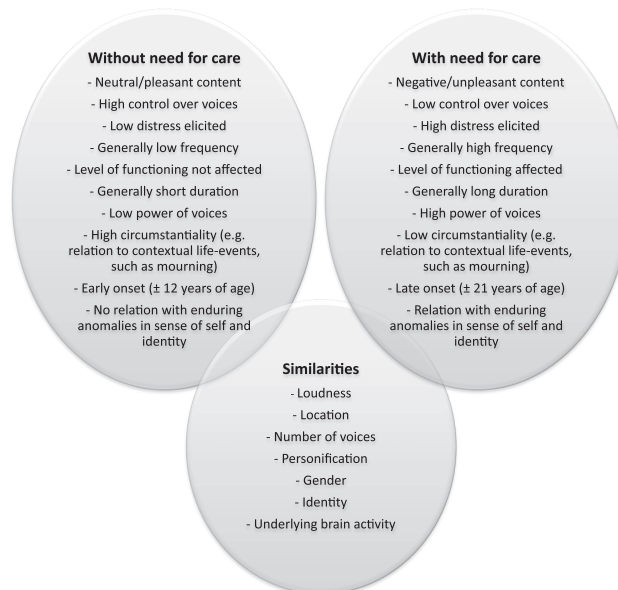 Without need for care
- Neutral/pleasant content
- High control over voices
- Low distress elicited
- Generally low frequency
- Level of functioning not affected
- Generally short duration
- Low power of voices
- High circumstantiality (e.g.
relation to contextual life-events,
such as mourning)
- Early onset (± 12 years of age)
- No relation with enduring
anomalies in sense of self and
identity
With need for care
- Negative/unpleasant content
- Low control over voices
- High distress elicited
- Generally high frequency
- Level of functioning affected
- Generally long duration
- High power of voices
- Low circumstantiality (e.g.
relation to contextual life-events,
such as mourning)
- Late onset (± 21 years of age)
- Relation with enduring
anomalies in sense of self and
identity
Similarities
- Loudness
- Location
- Number of voices
- Personification
- Gender
- Identity
- Underlying brain activity